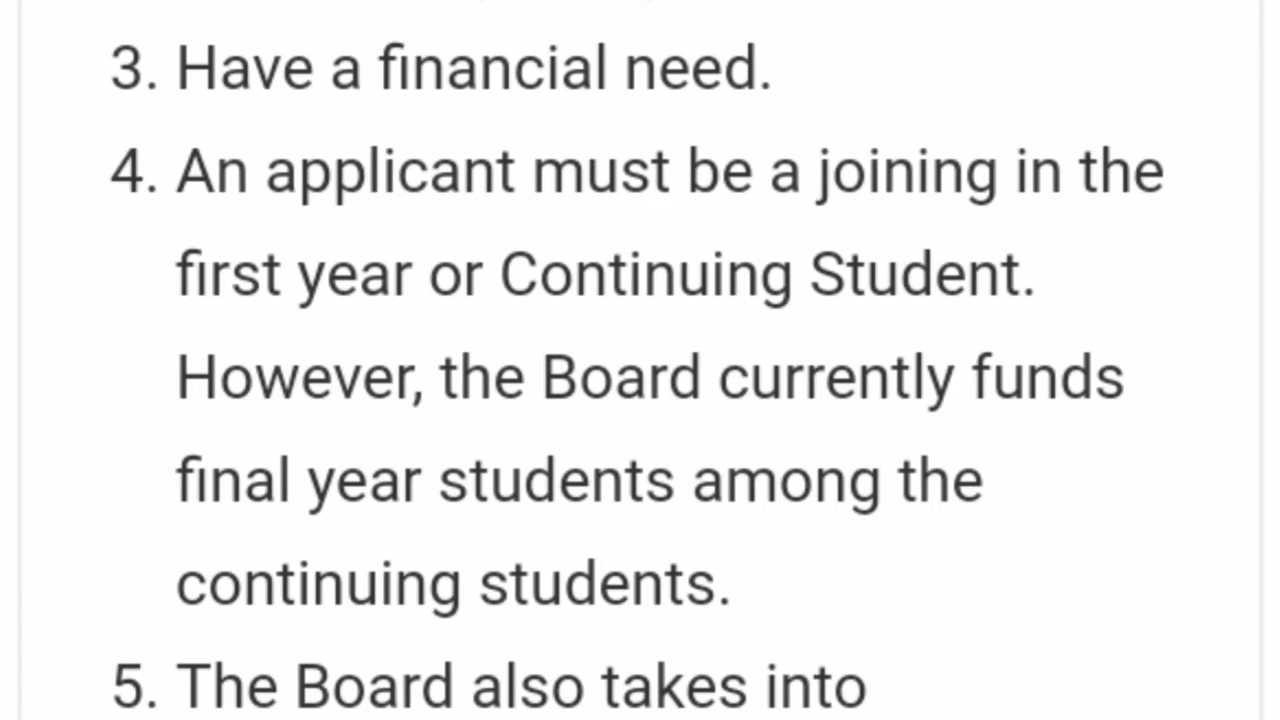 3. Have a financial need.
4. An applicant must be a joining in the
first year or Continuing Student.
However, the Board currently funds
final year students among the
continuing students.
5. The Board also takes into